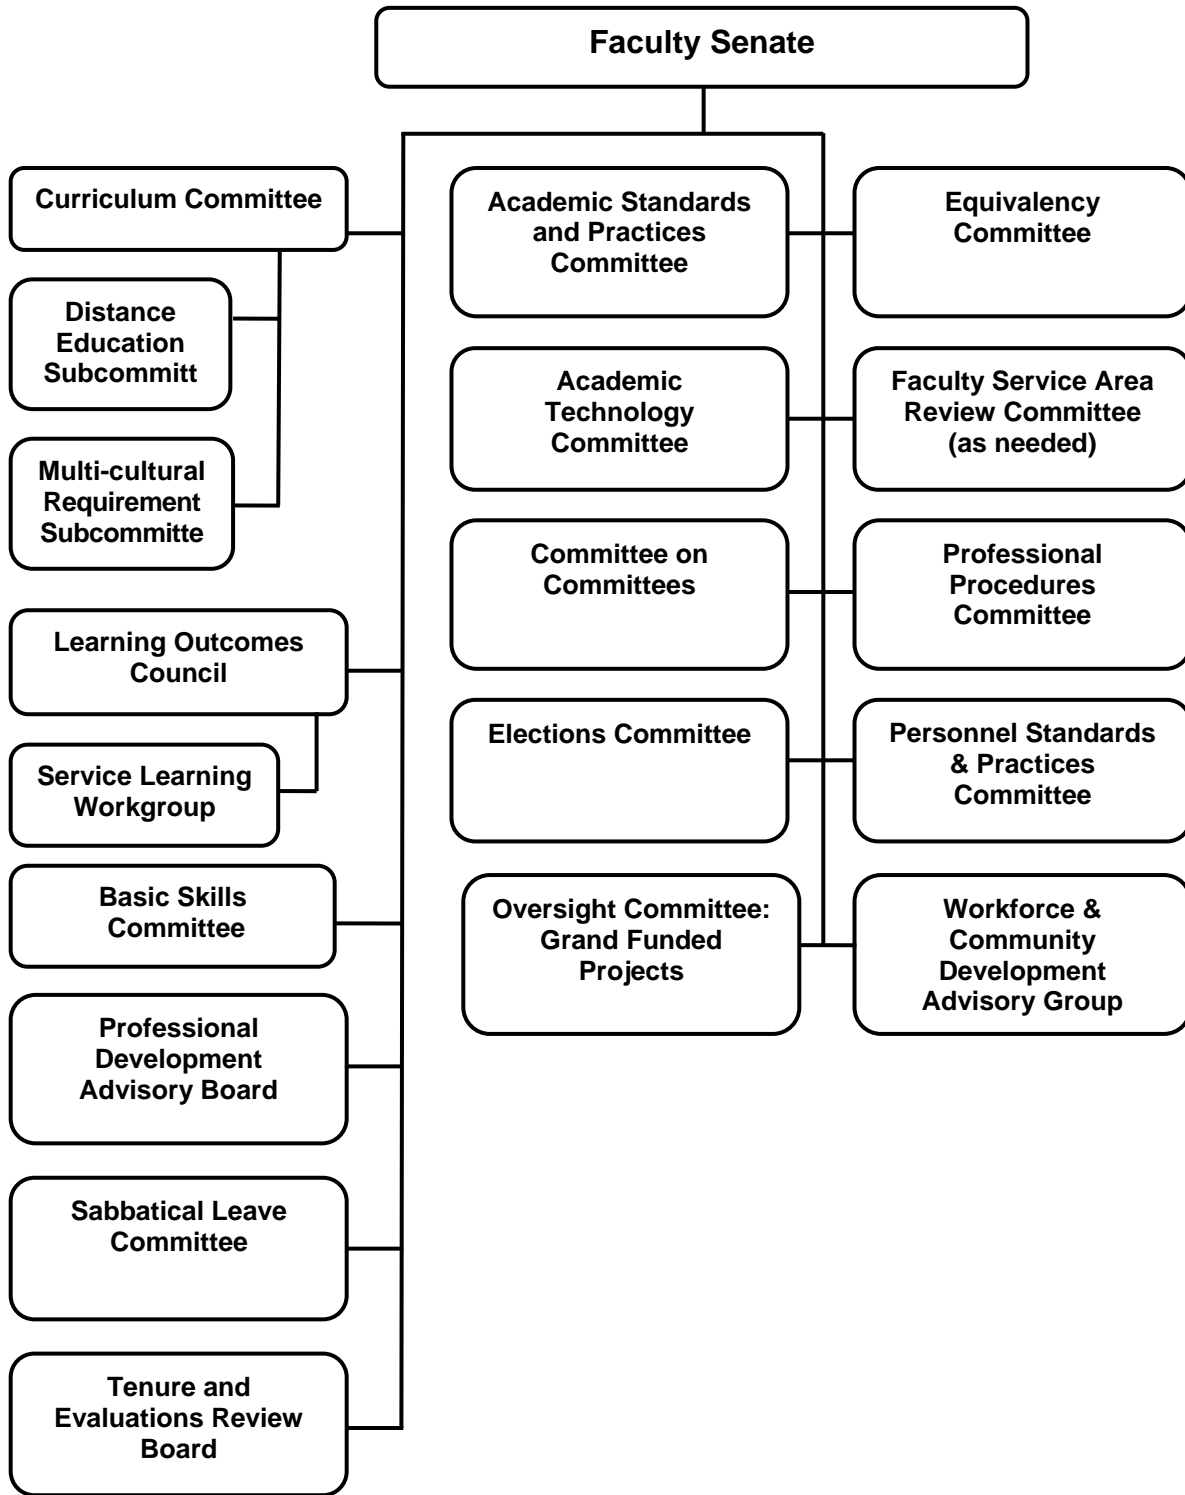 Faculty Senate
Curriculum Committee
Distance
Education
Subcommitt
Multi-cultural
Requirement
Subcommitte
Learning Outcomes
Council
Service Learning
Workgroup
Basic Skills
Committee
Professional
Development
Advisory Board
Sabbatical Leave
Committee
Tenure and
Evaluations Review
Board
Academic Standards
and Practices
Committee
Academic
Technology
Committee
Committee on
Committees
Elections Committee
Oversight Committee:
Grand Funded
Projects
Equivalency
Committee
Faculty Service Area
Review Committee
(as needed)
Professional
Procedures
Committee
Personnel Standards
& Practices
Committee
Workforce &
Community
Development
Advisory Group